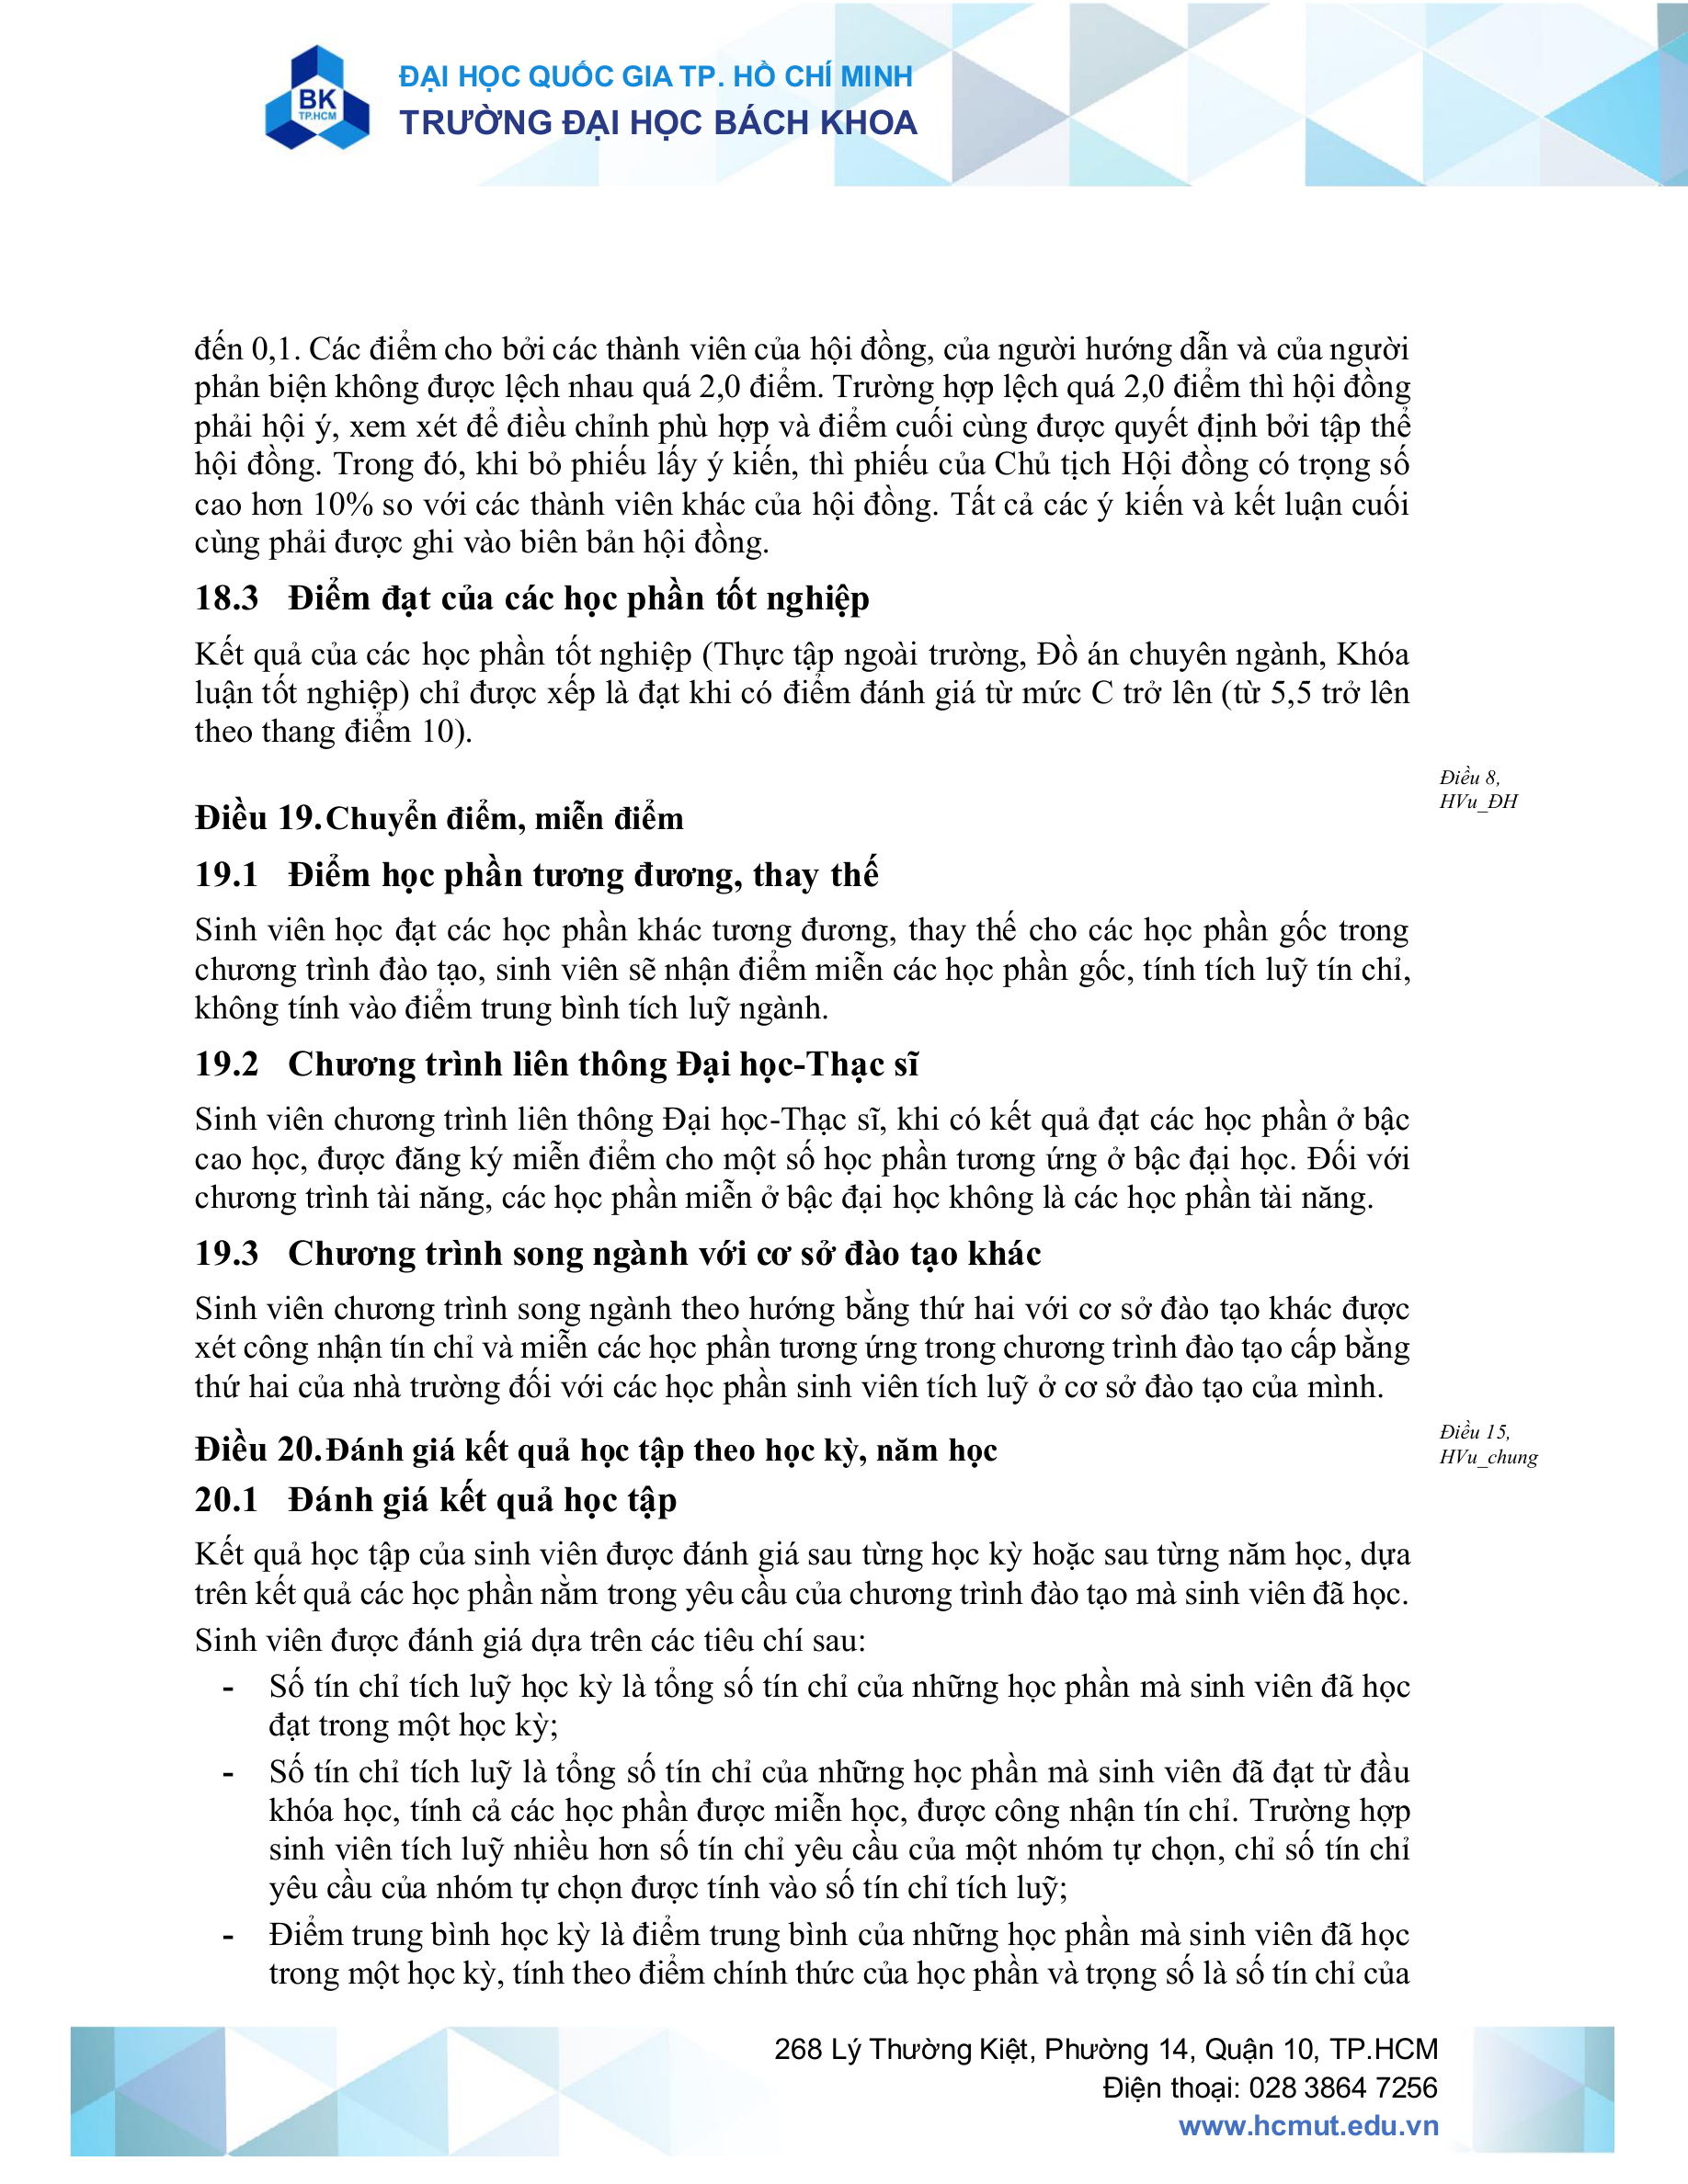 BK
TP.HCM
ĐẠI HỌC QUỐC GIA TP. HỒ CHÍ MINH
TRƯỜNG ĐẠI HỌC BÁCH KHOA
đến 0,1. Các điểm cho bởi các thành viên của hội đồng, của người hướng dẫn và của người
phản biện không được lệch nhau quá 2,0 điểm. Trường hợp lệch quá 2,0 điểm thì hội đồng
phải hội ý, xem xét để điều chỉnh phù hợp và điểm cuối cùng được quyết định bởi tập thể
hội đồng. Trong đó, khi bỏ phiếu lấy ý kiến, thì phiếu của Chủ tịch Hội đồng có trọng số
cao hơn 10% so với các thành viên khác của hội đồng. Tất cả các ý kiến và kết luận cuối
cùng phải được ghi vào biên bản hội đồng.
18.3 Điểm đạt của các học phần tốt nghiệp
Kết quả của các học phần tốt nghiệp (Thực tập ngoài trường, Đồ án chuyên ngành, Khóa
luận tốt nghiệp) chỉ được xếp là đạt khi có điểm đánh giá từ mức C trở lên (từ 5,5 trở lên
theo thang điểm 10).
Điều 8,
HVu_ĐH
Điều 19. Chuyển điểm, miễn điểm
19.1 Điểm học phần tương đương, thay thế
Sinh viên học đạt các học phần khác tương đương, thay thế cho các học phần gốc trong
chương trình đào tạo, sinh viên sẽ nhận điểm miễn các học phần gốc, tính tích luỹ tín chỉ,
không tính vào điểm trung bình tích luỹ ngành.
19.2 Chương trình liên thông Đại học-Thạc sĩ
Sinh viên chương trình liên thông Đại học-Thạc sĩ, khi có kết quả đạt các học phần ở bậc
cao học, được đăng ký miễn điểm cho một số học phần tương ứng ở bậc đại học. Đối với
chương trình tài năng, các học phần miễn ở bậc đại học không là các học phần tài năng.
19.3 Chương trình song ngành với cơ sở đào tạo khác
Sinh viên chương trình song ngành theo hướng bằng thứ hai với cơ sở đào tạo khác được
xét công nhận tín chỉ và miễn các học phần tương ứng trong chương trình đào tạo cấp bằng
thứ hai của nhà trường đối với các học phần sinh viên tích luỹ ở cơ sở đào tạo của mình.
Điều 15,
HVu_chung
Điều 20. Đánh giá kết quả học tập theo học kỳ, năm học
20.1 Đánh giá kết quả học tập
Kết quả học tập của sinh viên được đánh giá sau từng học kỳ hoặc sau từng năm học, dựa
trên kết quả các học phần nằm trong yêu cầu của chương trình đào tạo mà sinh viên đã học.
Sinh viên được đánh giá dựa trên các tiêu chí sau:
- Số tín chỉ tích luỹ học kỳ là tổng số tín chỉ của những học phần mà sinh viên đã học
đạt trong một học kỳ;
- Số tín chỉ tích luỹ là tổng số tín chỉ của những học phần mà sinh viên đã đạt từ đầu
khóa học, tính cả các học phần được miễn học, được công nhận tín chỉ. Trường hợp
sinh viên tích luỹ nhiều hơn số tín chỉ yêu cầu của một nhóm tự chọn, chỉ số tín chỉ
yêu cầu của nhóm tự chọn được tính vào số tín chỉ tích luỹ;
- Điểm trung bình học kỳ là điểm trung bình của những học phần mà sinh viên đã học
trong một học kỳ, tính theo điểm chính thức của học phần và trọng số là số tín chỉ của
268 Lý Thường Kiệt, Phường 14, Quận 10, TP.HCM
Điện thoại: 028 3864 7256
www.hcmut.edu.vn